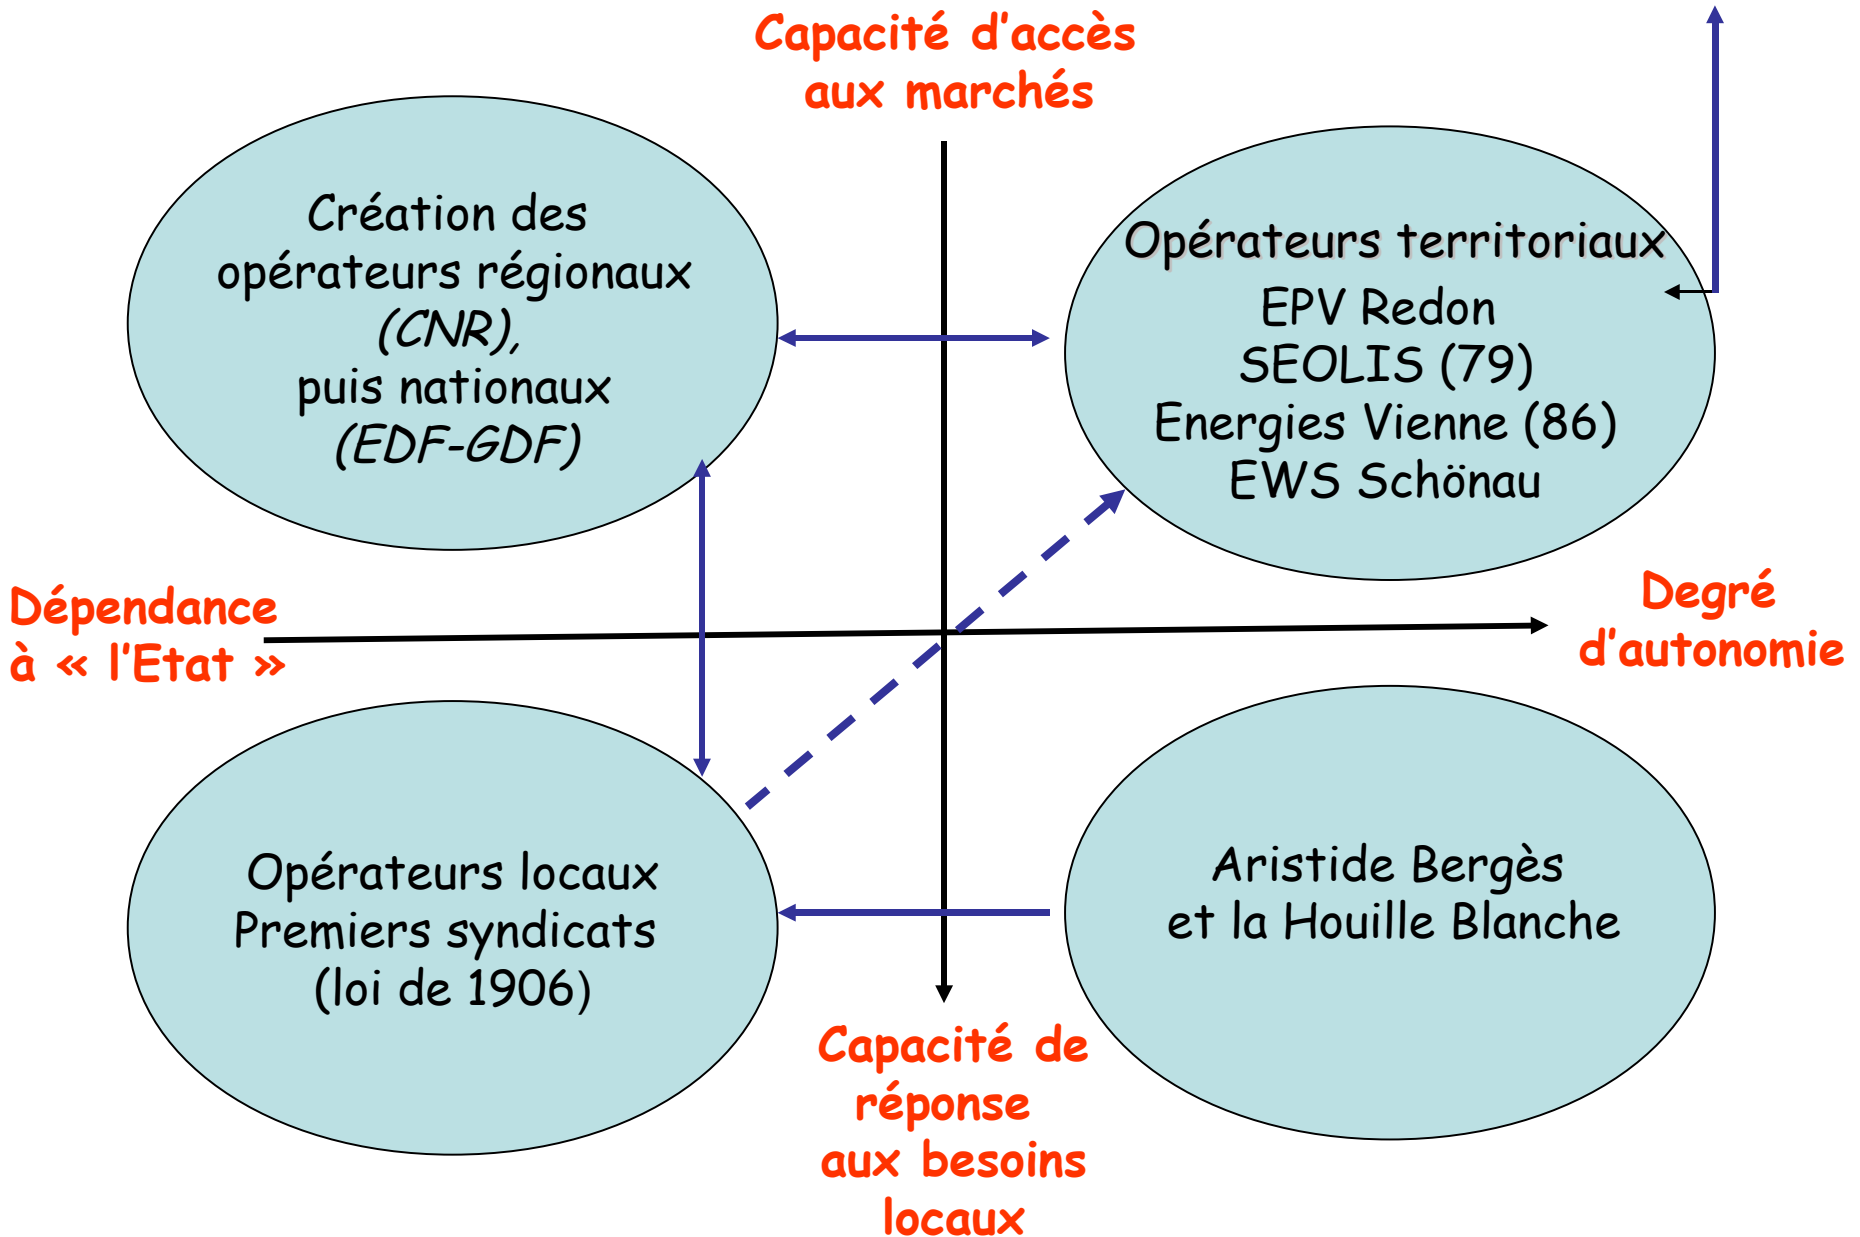 Capacité d'accès
aux marchés
Création des
opérateurs régionaux
(CNR),
puis nationaux
(EDF-GDF)
Opérateurs territoriaux
EPV Redon
SEOLIS (79)
Energies Vienne (86)
EWS Schönau
Dépendance
à « l'Etat »
Degré
d'autonomie
Opérateurs locaux
Premiers syndicats
(loi de 1906)
Aristide Bergès
et la Houille Blanche
Capacité de
réponse
aux besoins
locaux